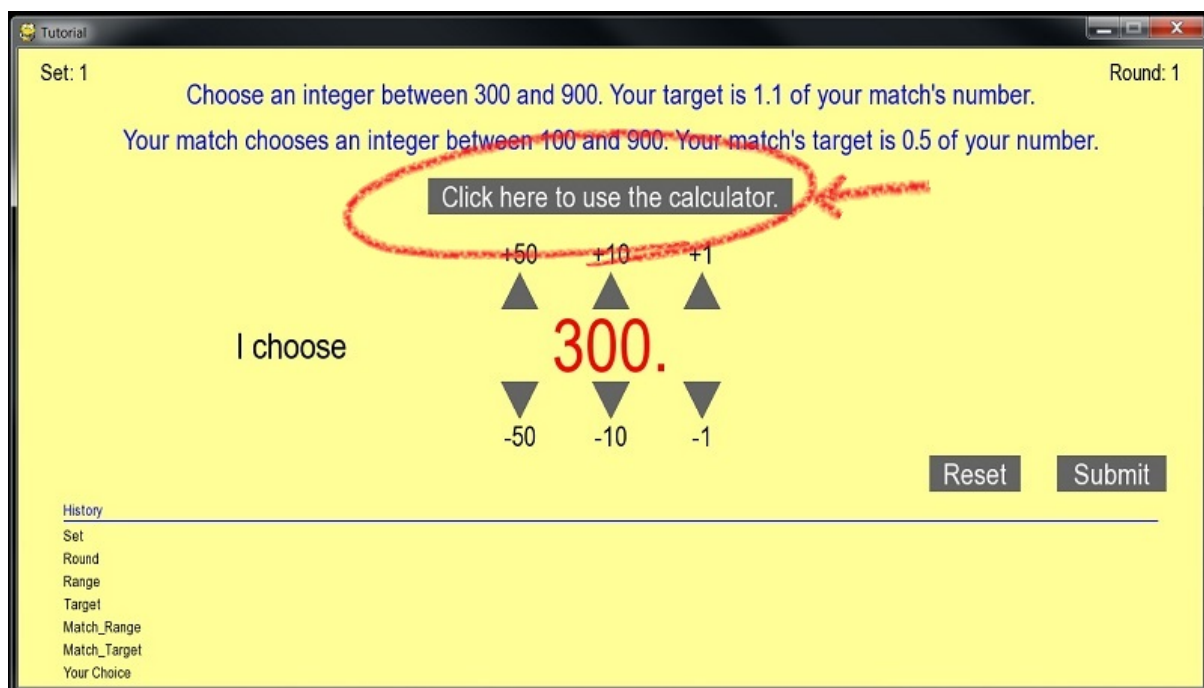 Tutorial
Set: 1
Round: 1
Choose an integer between 300 and 900. Your target is 1.1 of your match's number.
Your match chooses an integer between 100 and 900. Your match's target is 0.5 of your number.
Click here to use the calculator.
+50 +10 +1
I choose 300.
-50 -10 -1
Reset Submit
History
Set
Round
Range
Target
Match_Range
Match_Target
Your Choice